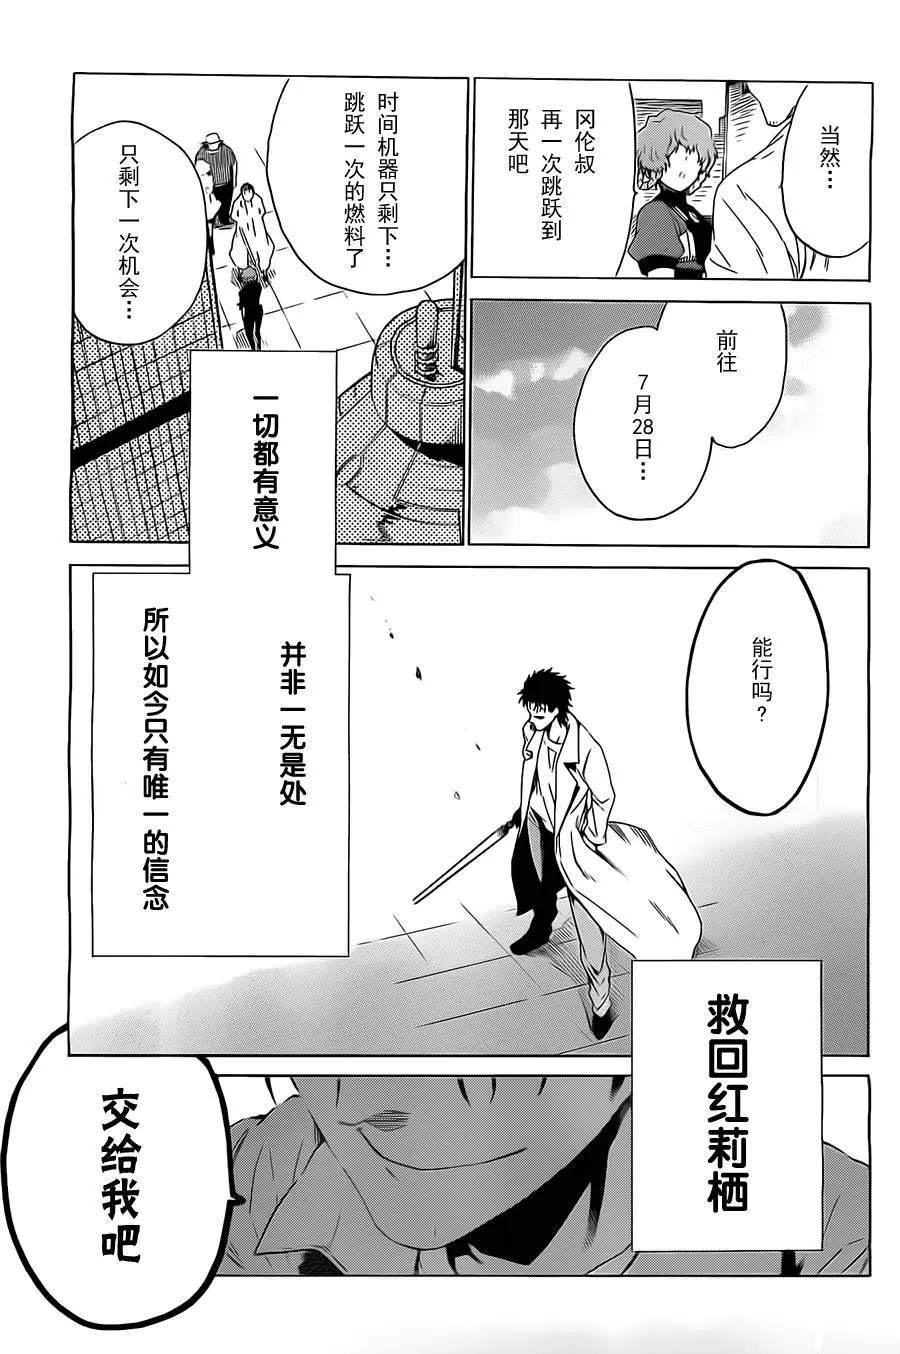 当然…
冈伦叔
再一次跳跃到
那天吧
时间机器只剩下…
跳跃一次的燃料了
只剩下一次机会…
前往
7月28日…
一切都有意义
并非一无是处
所以如今只有唯一的信念
能行吗?
救回红莉栖
交给我吧